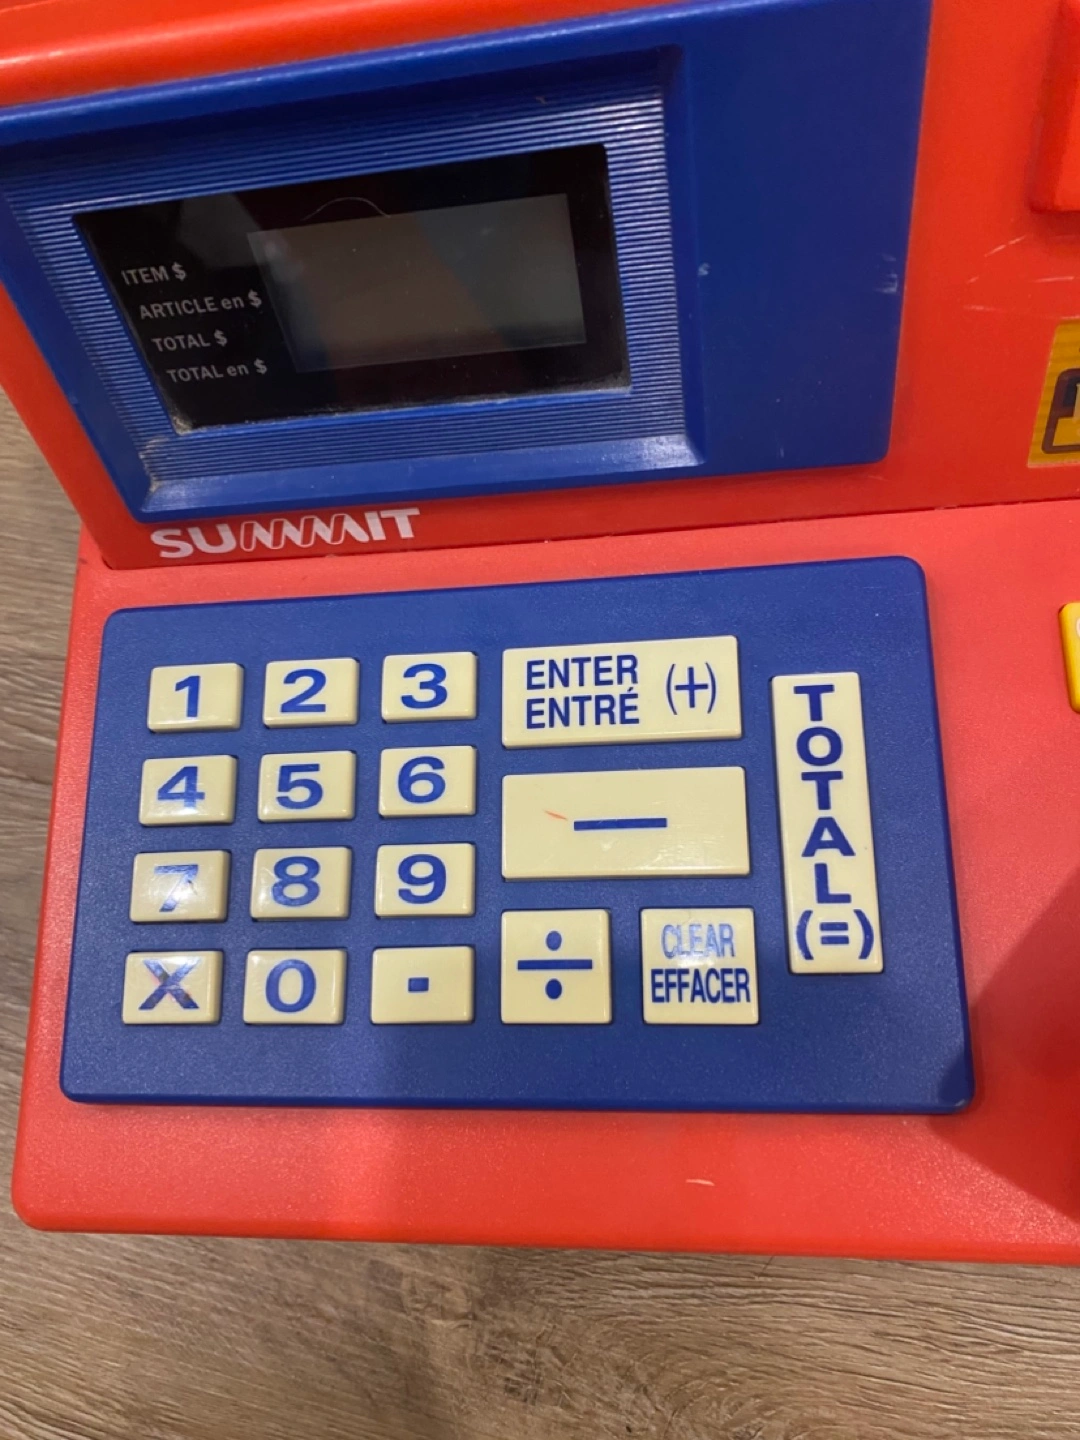 ITEM $
ARTICLE en $
TOTAL $
TOTAL en $
SUMMIT
1 2 3 ENTER ENTRÉ (+)
4 5 6 —
7 8 9
X 0 . ÷ CLEAR EFFACER
TOTAL (=)